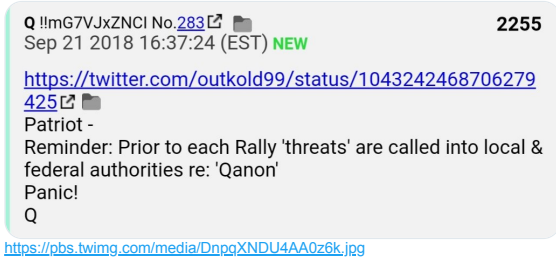 Q !!mG7VJxZNCI No.283 2255
Sep 21 2018 16:37:24 (EST) NEW
https://twitter.com/outkold99/status/1043242468706279
425
Patriot -
Reminder: Prior to each Rally 'threats' are called into local &
federal authorities re: 'Qanon'
Panic!
Q
https://pbs.twimg.com/media/DnpqXNDU4AA0z6k.jpg